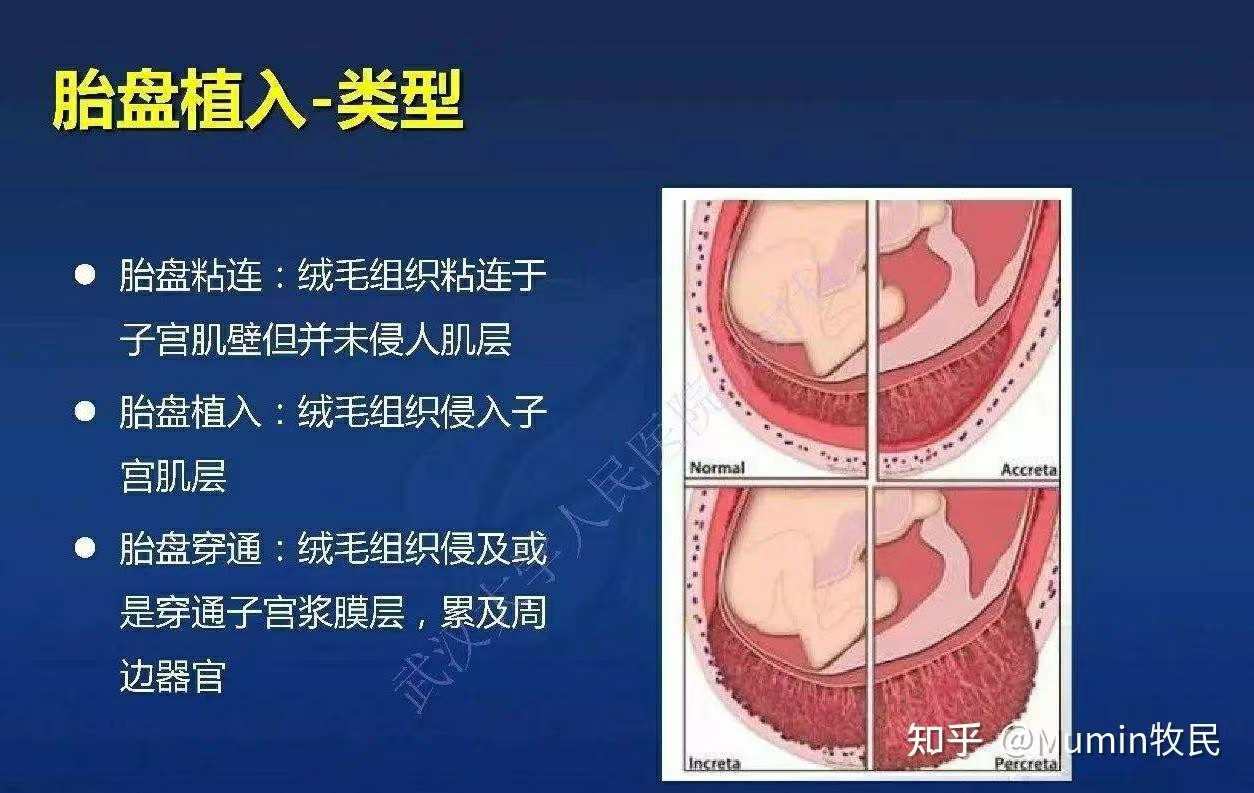 胎盘植入-类型
胎盘粘连：绒毛组织粘连于
子宫肌壁但并未侵人肌层
胎盘植入：绒毛组织侵入子
宫肌层
胎盘穿通：绒毛组织侵及或
是穿通子宫浆膜层，累及周
边器官
Normal
Accreta
Increta
Percreta
武汉大学人民医院
知乎 @Mumin牧民